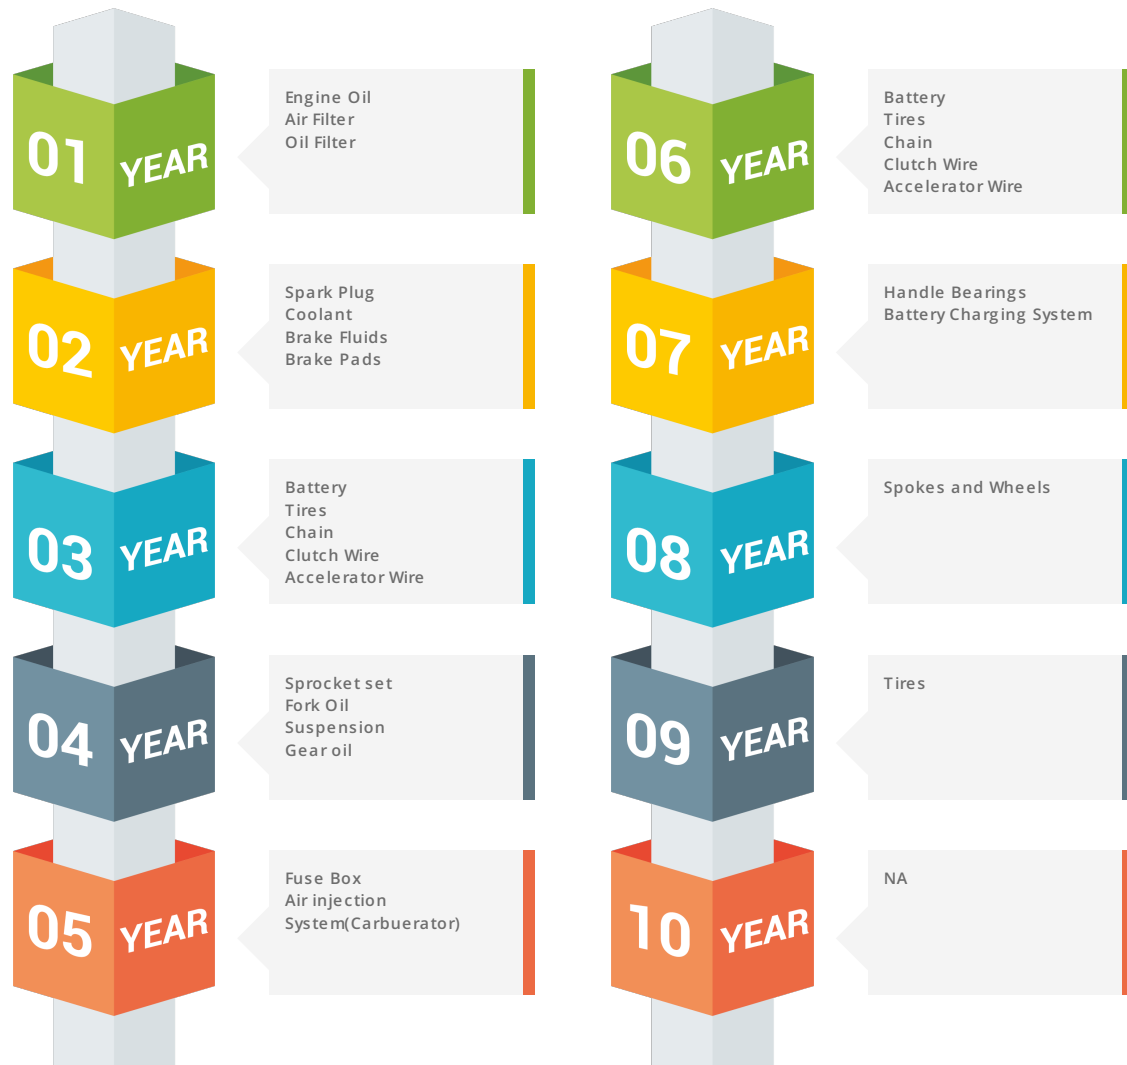 01 YEAR
Engine Oil
Air Filter
Oil Filter
02 YEAR
Spark Plug
Coolant
Brake Fluids
Brake Pads
03 YEAR
Battery
Tires
Chain
Clutch Wire
Accelerator Wire
04 YEAR
Sprocket set
Fork Oil
Suspension
Gear oil
05 YEAR
Fuse Box
Air injection
System(Carbuerator)
06 YEAR
Battery
Tires
Chain
Clutch Wire
Accelerator Wire
07 YEAR
Handle Bearings
Battery Charging System
08 YEAR
Spokes and Wheels
09 YEAR
Tires
10 YEAR
NA